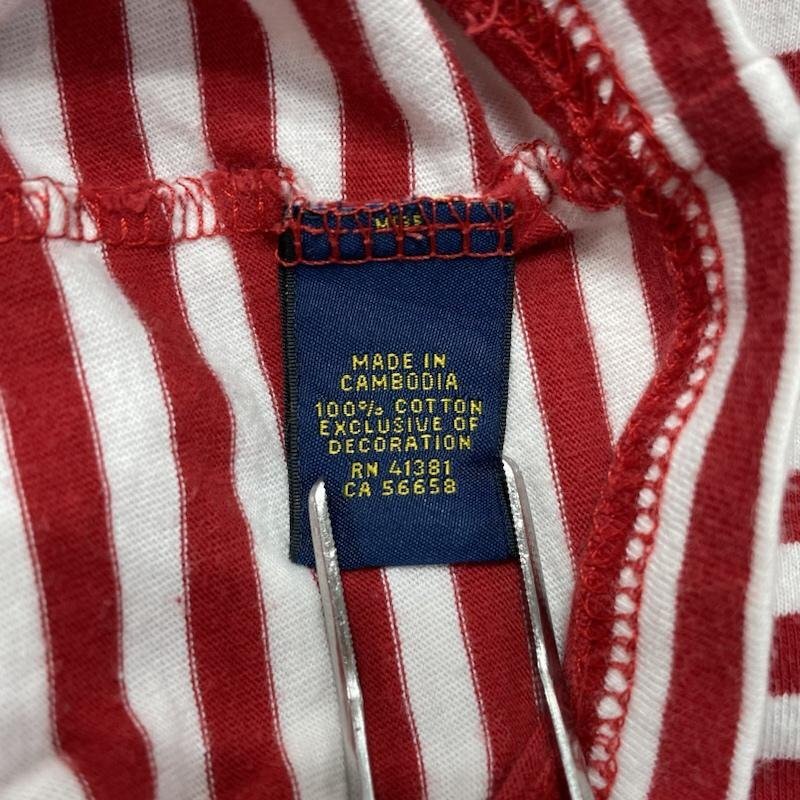 MADE IN
CAMBODIA
100% COTTON
EXCLUSIVE OF
DECORATION
RN 41381
CA 56658